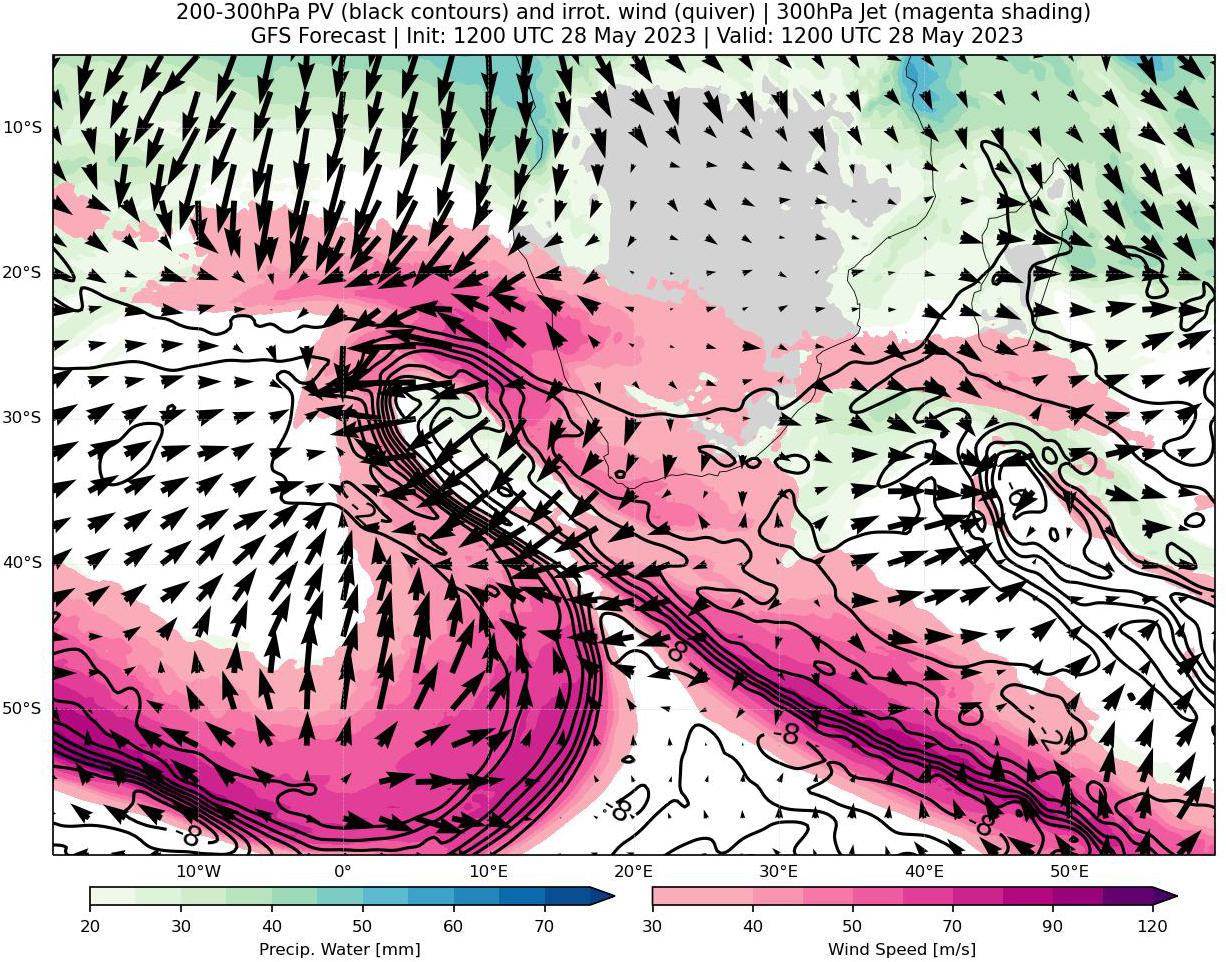 200-300hPa PV (black contours) and irrot. wind (quiver) | 300hPa Jet (magenta shading)
GFS Forecast | Init: 1200 UTC 28 May 2023 | Valid: 1200 UTC 28 May 2023
10°S
20°S
30°S
-6
-2
40°S
-8
50°S
-8
-2
-8
-8
-8
10°W 0° 10°E 20°E 30°E 40°E 50°E
20 30 40 50 60 70
30 40 50 70 90 120
Precip. Water [mm]
Wind Speed [m/s]